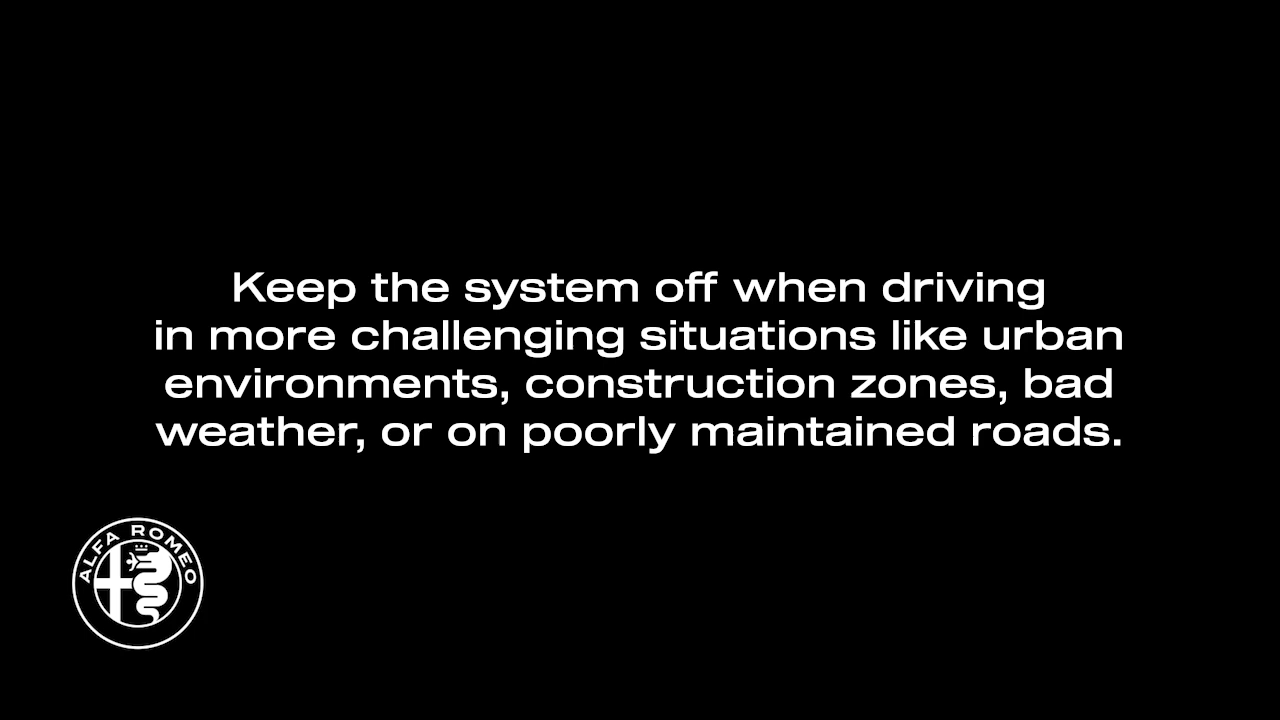 Keep the system off when driving
in more challenging situations like urban
environments, construction zones, bad
weather, or on poorly maintained roads.
ALFA ROMEO